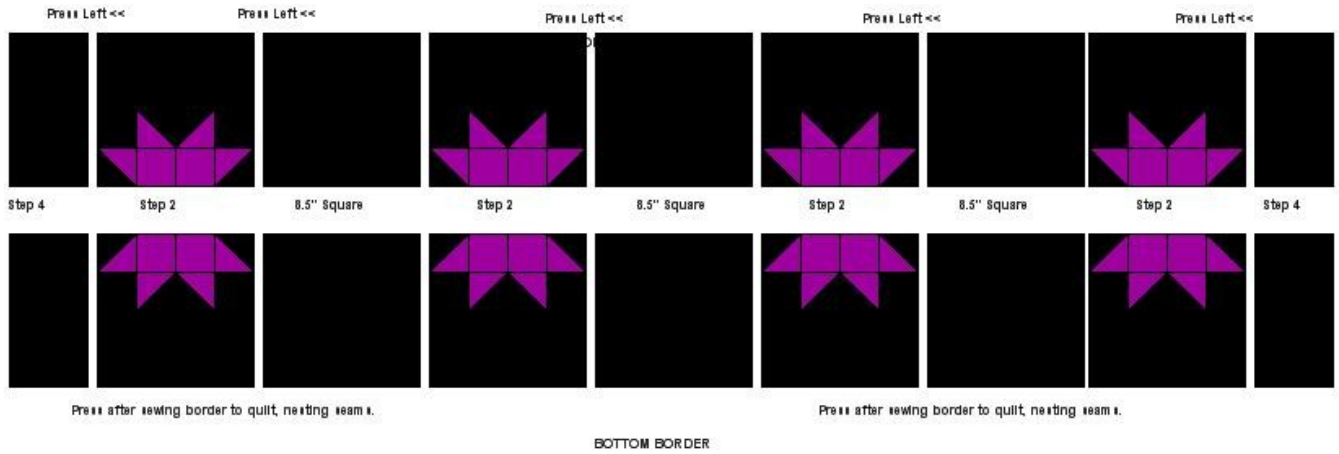 Press Left << Press Left << Press Left << Press Left << Press Left <<
Step 4 Step 2 8.5" Square Step 2 8.5" Square Step 2 8.5" Square Step 2 Step 4
Press after sewing border to quilt, nesting seams. Press after sewing border to quilt, nesting seams.
BOTTOM BORDER